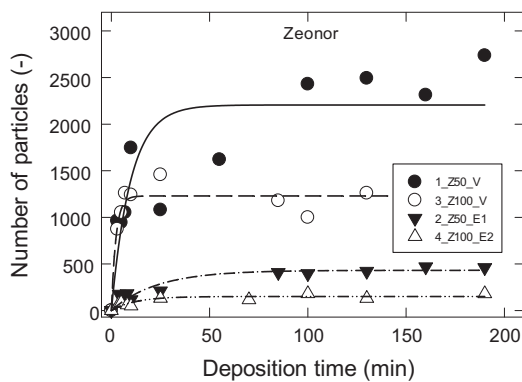 Zeonor
Number of particles (-)
3000
2500
2000
1500
1000
500
0
1_Z50_V
3_Z100_V
2_Z50_E1
4_Z100_E2
0
50
100
150
200
Deposition time (min)